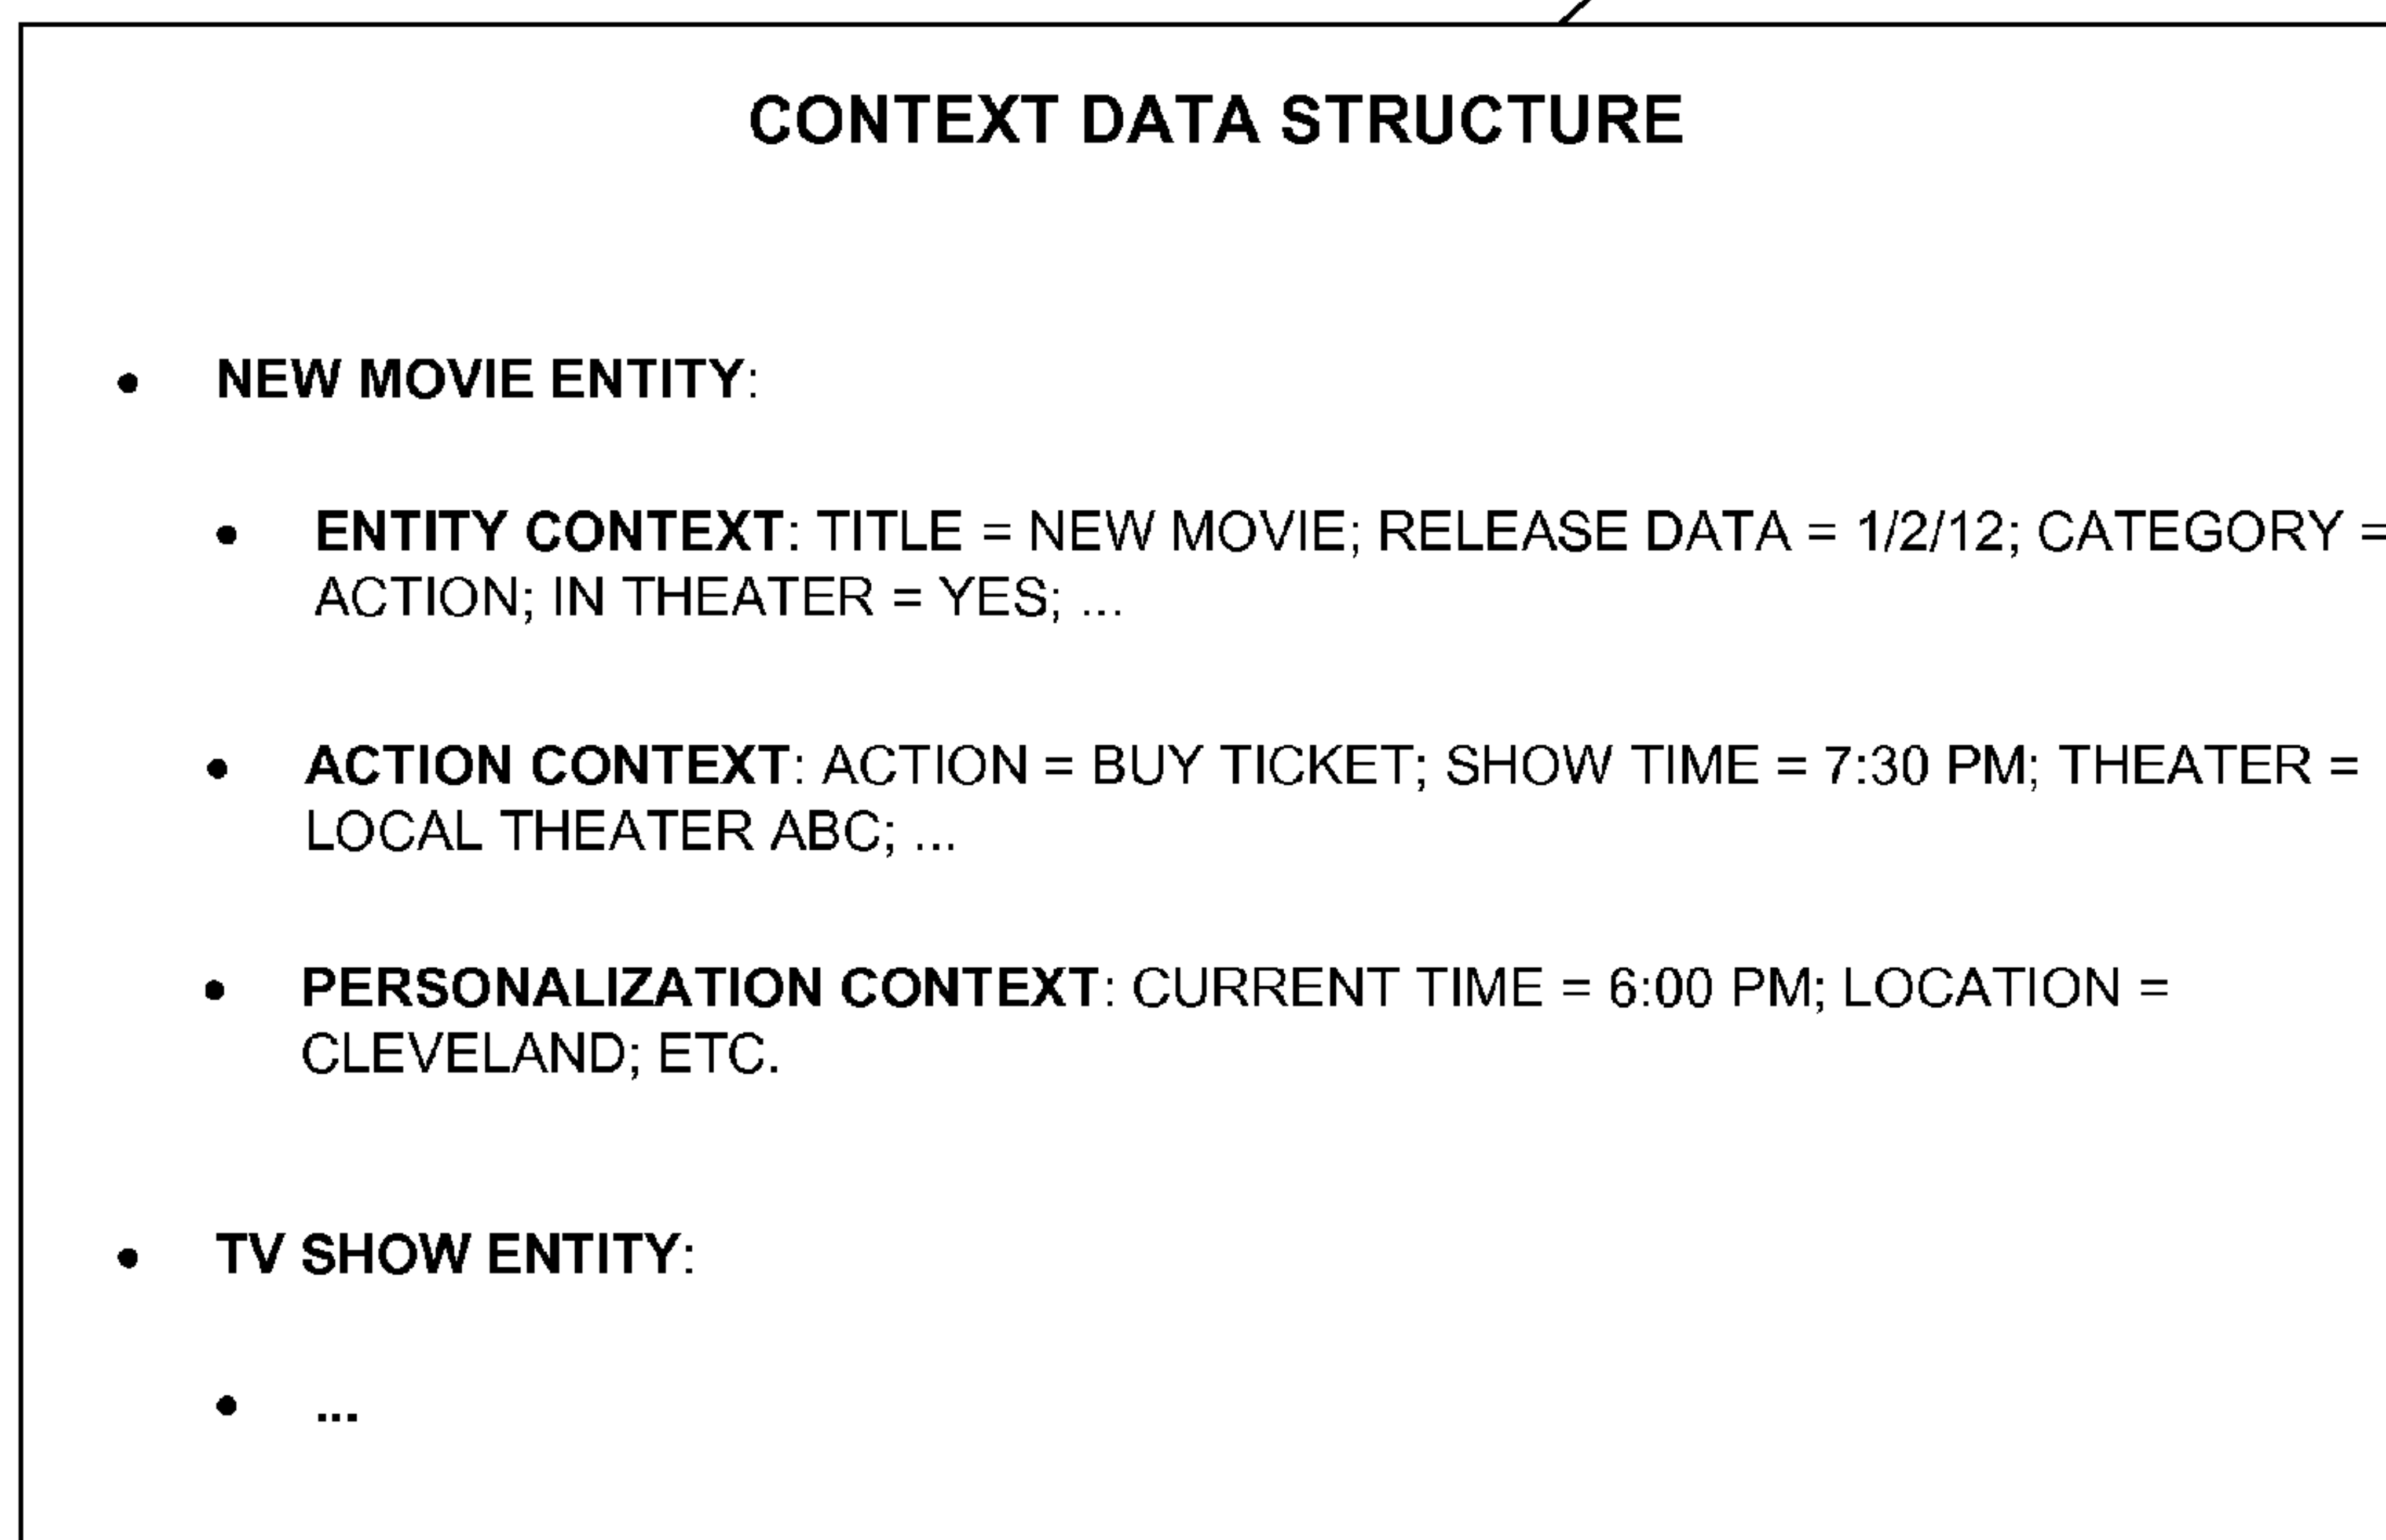 CONTEXT DATA STRUCTURE
• NEW MOVIE ENTITY:
• ENTITY CONTEXT: TITLE = NEW MOVIE; RELEASE DATA = 1/2/12; CATEGORY =
ACTION; IN THEATER = YES; ...
• ACTION CONTEXT: ACTION = BUY TICKET; SHOW TIME = 7:30 PM; THEATER =
LOCAL THEATER ABC; ...
• PERSONALIZATION CONTEXT: CURRENT TIME = 6:00 PM; LOCATION =
CLEVELAND; ETC.
• TV SHOW ENTITY:
• ...